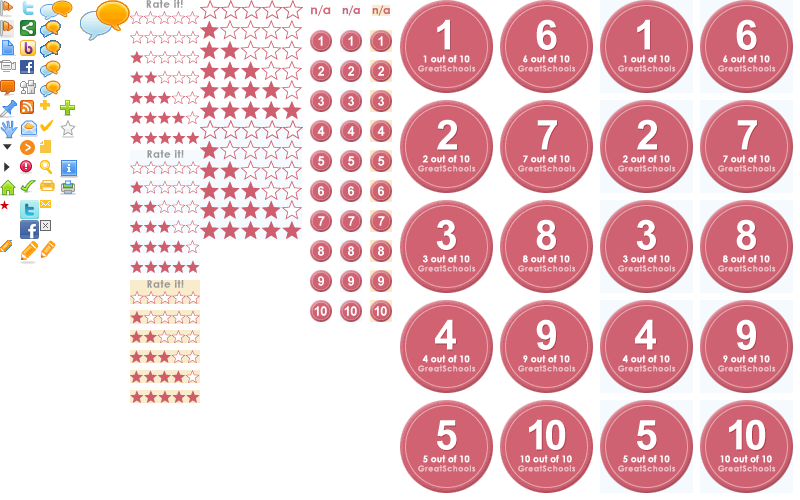 Rate it!
Rate it!
Rate it!
n/a n/a n/a
1 1 1
2 2 2
3 3 3
4 4 4
5 5 5
6 6 6
7 7 7
8 8 8
9 9 9
10 10 10
1 6 1 6
1 out of 10 6 out of 10 1 out of 10 6 out of 10
GreatSchools GreatSchools GreatSchools GreatSchools
2 7 2 7
2 out of 10 7 out of 10 2 out of 10 7 out of 10
GreatSchools GreatSchools GreatSchools GreatSchools
3 8 3 8
3 out of 10 8 out of 10 3 out of 10 8 out of 10
GreatSchools GreatSchools GreatSchools GreatSchools
4 9 4 9
4 out of 10 9 out of 10 4 out of 10 9 out of 10
GreatSchools GreatSchools GreatSchools GreatSchools
5 10 5 10
5 out of 10 10 out of 10 5 out of 10 10 out of 10
GreatSchools GreatSchools GreatSchools GreatSchools